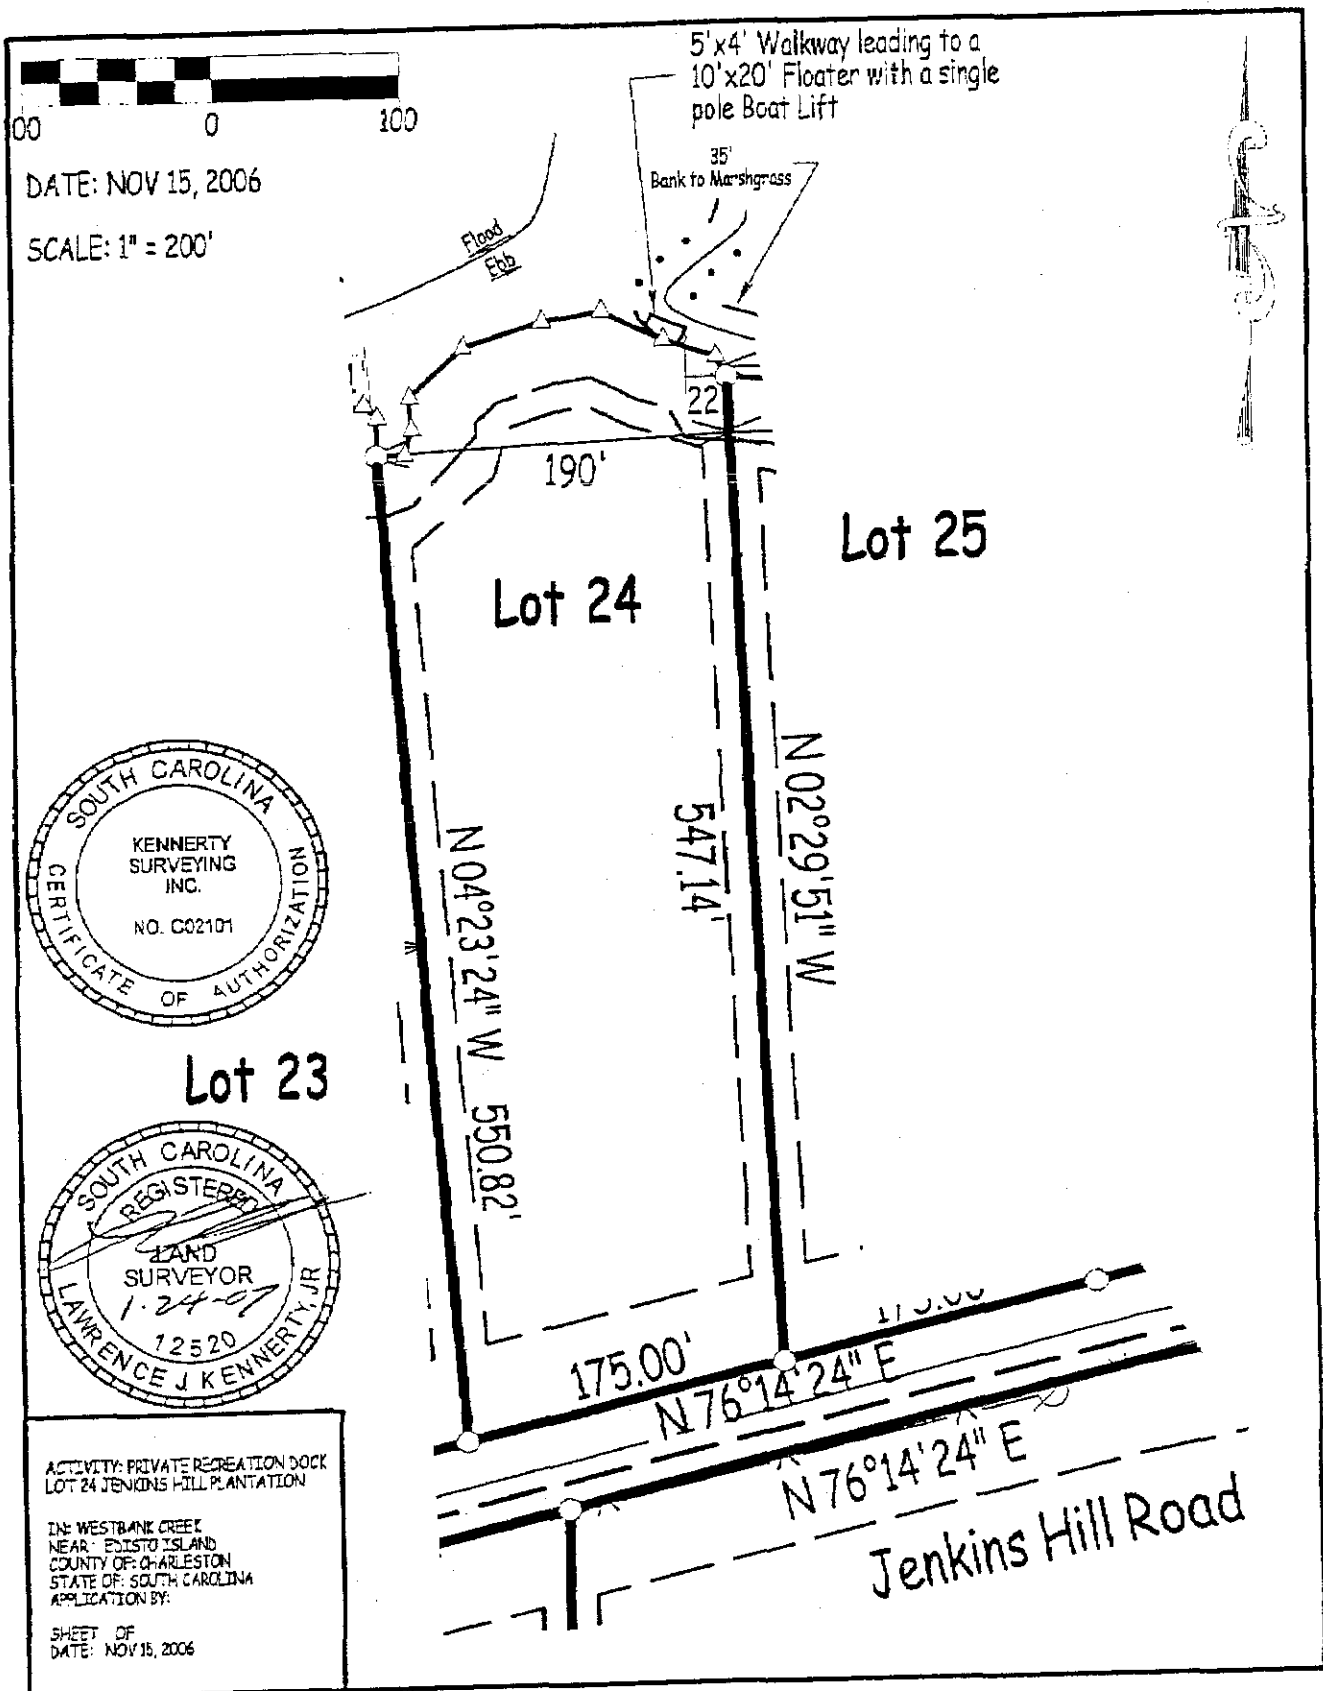 5'x4' Walkway leading to a
10'x20' Floater with a single
pole Boat Lift
00 0 100
35'
Bank to Marshgrass
DATE: NOV 15, 2006
SCALE: 1" = 200'
Flood
Ebb
22
190'
Lot 25
Lot 24
N 02°29'51" W
547.14'
N 04°23'24" W 550.82'
SOUTH CAROLINA
KENNERTY
SURVEYING
INC.
NO. C02101
CERTIFICATE OF AUTHORIZATION
Lot 23
SOUTH CAROLINA
REGISTERED
LAND
SURVEYOR
1-24-07
12520
LAWRENCE J KENNERTY, JR
175.00'
N 76°14'24" E
N 76°14'24" E
Jenkins Hill Road
ACTIVITY: PRIVATE RECREATION DOCK
LOT 24 JENKINS HILL PLANTATION
IN: WESTBANK CREEK
NEAR: EDISTO ISLAND
COUNTY OF: CHARLESTON
STATE OF: SOUTH CAROLINA
APPLICATION BY:
SHEET OF
DATE: NOV 15, 2006